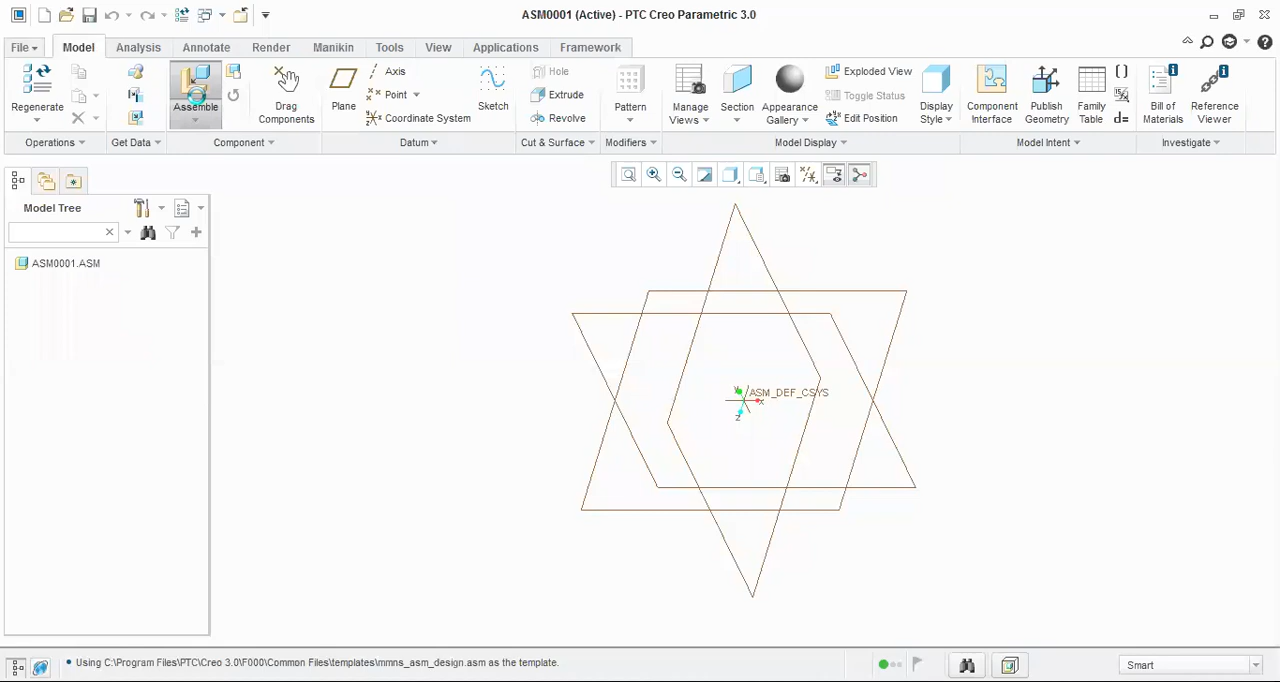 ASM0001 (Active) - PTC Creo Parametric 3.0
File Model Analysis Annotate Render Manikin Tools View Applications Framework
Regenerate
Assemble
Drag Components
Plane
Axis
Point
Coordinate System
Sketch
Hole
Extrude
Revolve
Pattern
Manage Views
Section
Appearance Gallery
Exploded View
Toggle Status
Edit Position
Display Style
Component Interface
Publish Geometry
Family Table
d=
Bill of Materials
Reference Viewer
Operations Get Data Component Datum Cut & Surface Modifiers Model Display Model Intent Investigate
Model Tree
ASM0001.ASM
ASM_DEF_CSYS
Y
X
Z
Using C:\Program Files\PTC\Creo 3.0\F000\Common Files\templates\mmns_asm_design.asm as the template.
Smart